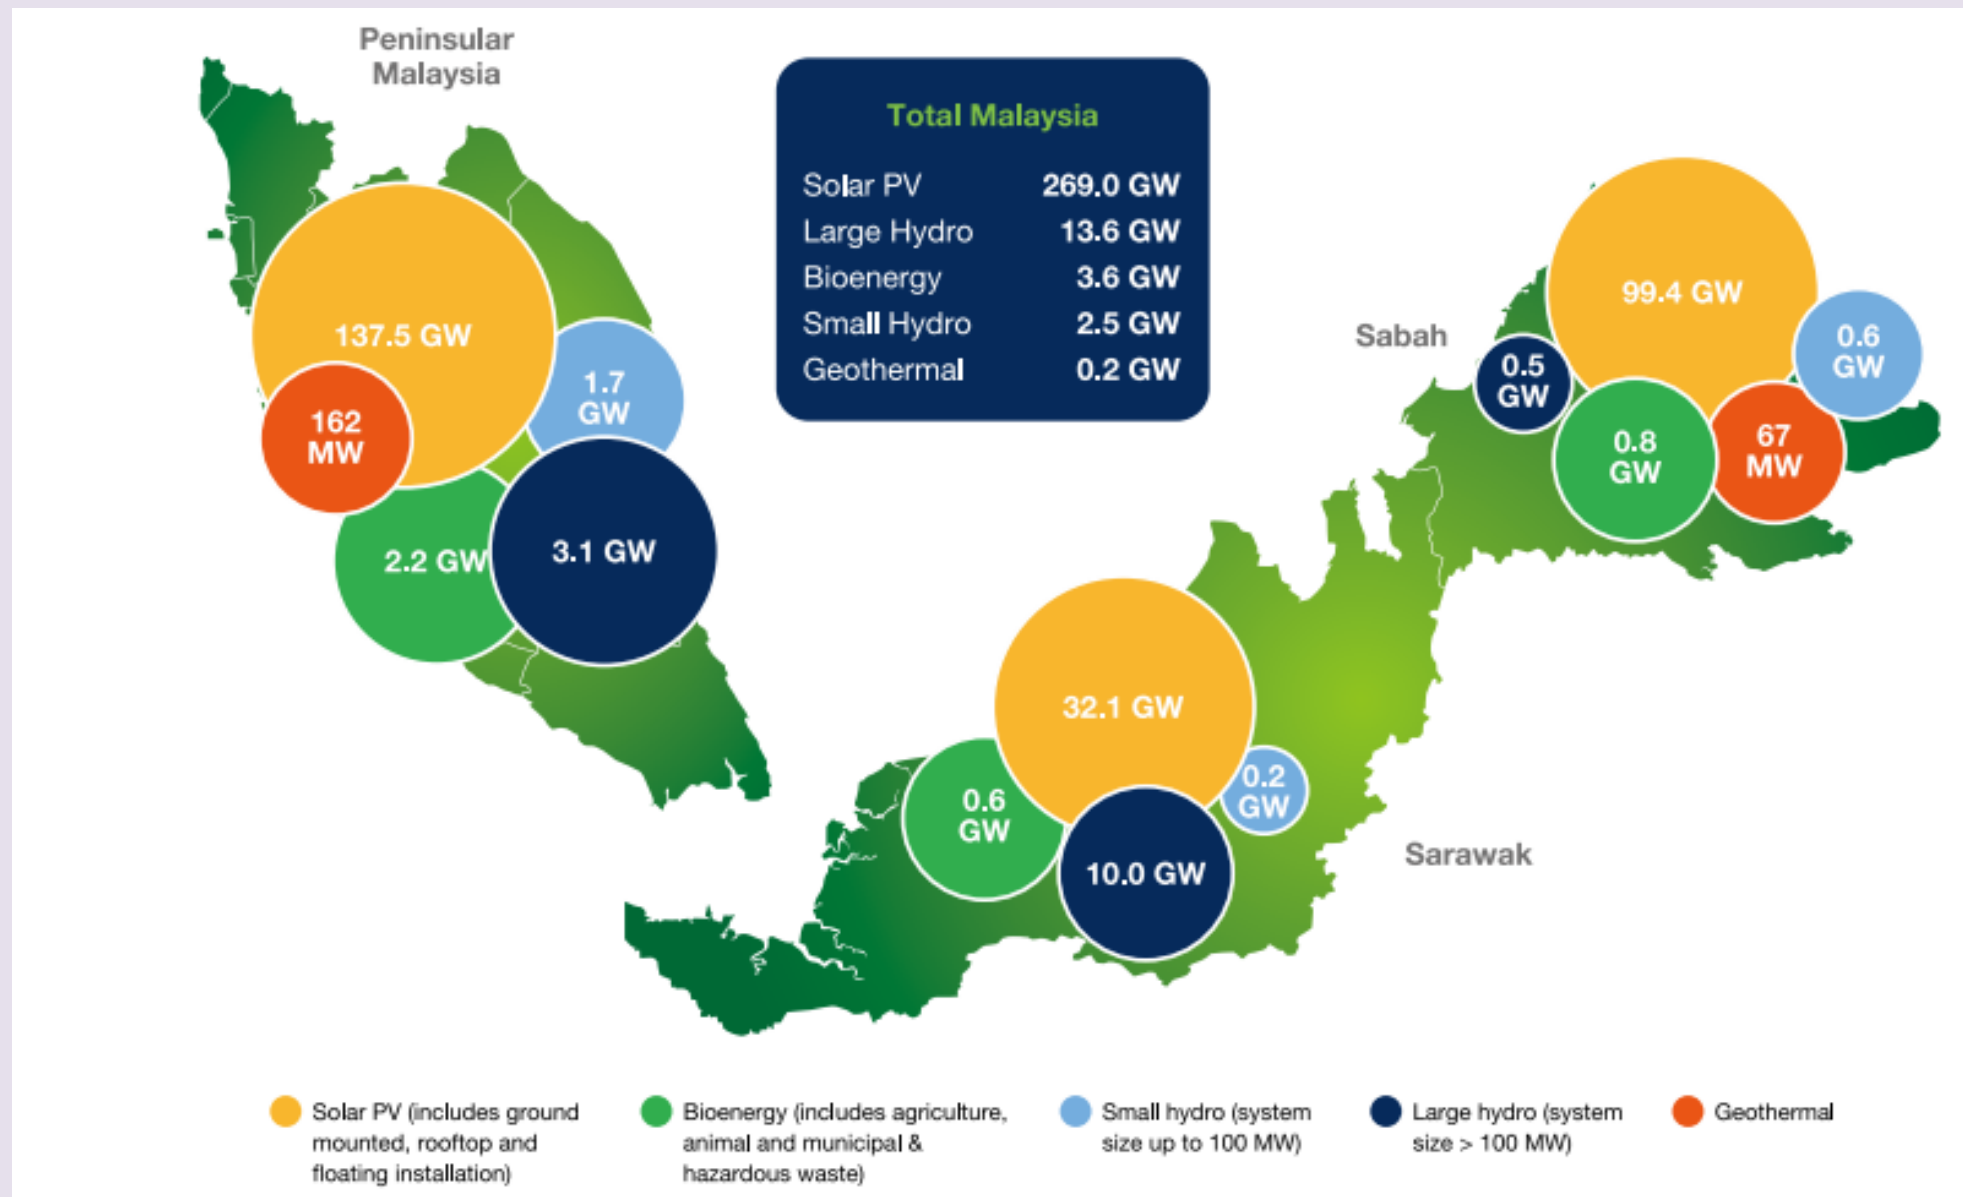 Peninsular
Malaysia
Total Malaysia
Solar PV 269.0 GW
Large Hydro 13.6 GW
Bioenergy 3.6 GW
Small Hydro 2.5 GW
Geothermal 0.2 GW
137.5 GW
162
MW
1.7
GW
2.2 GW
3.1 GW
Sabah
99.4 GW
0.5
GW
0.6
GW
0.8
GW
67
MW
32.1 GW
0.6
GW
0.2
GW
10.0 GW
Sarawak
Solar PV (includes ground
mounted, rooftop and
floating installation)
Bioenergy (includes agriculture,
animal and municipal &
hazardous waste)
Small hydro (system
size up to 100 MW)
Large hydro (system
size > 100 MW)
Geothermal